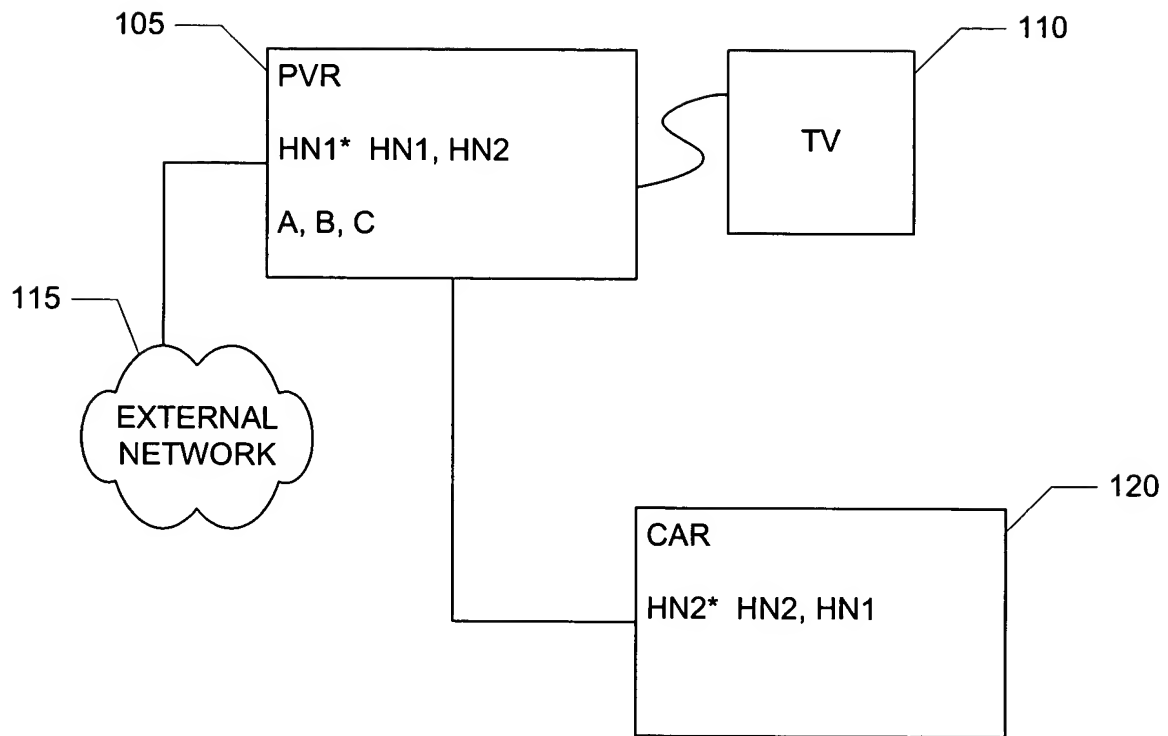 105
110
PVR
HN1* HN1, HN2
A, B, C
TV
115
EXTERNAL
NETWORK
120
CAR
HN2* HN2, HN1